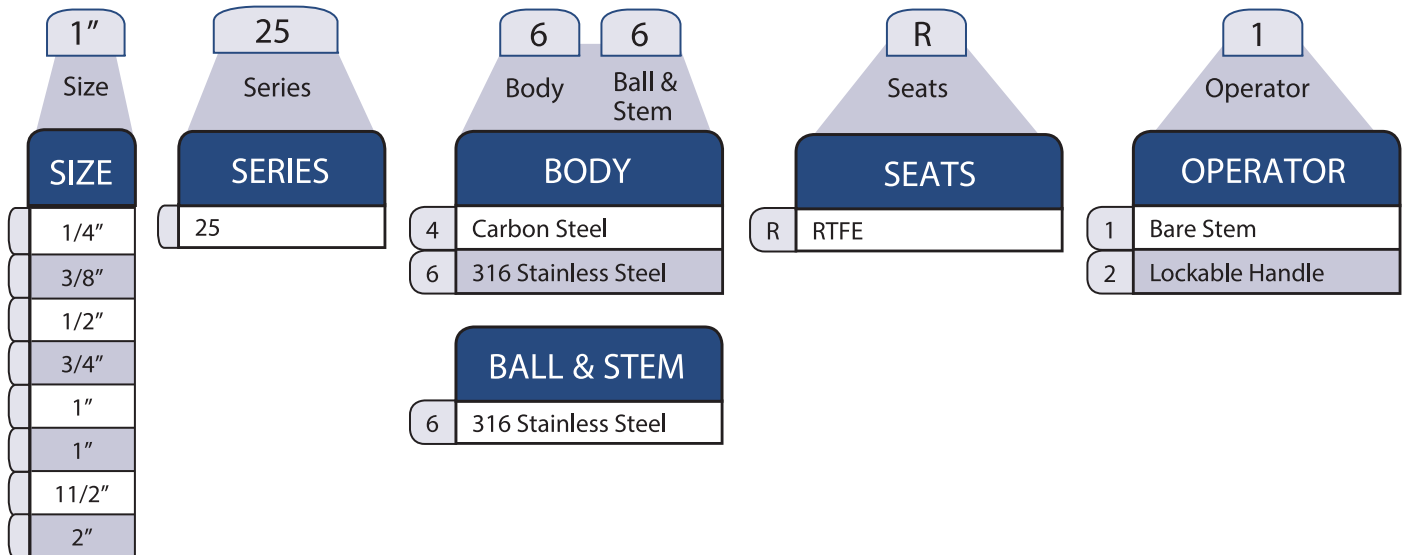 1” 25 6 6 R 1
Size Series Body Ball & Stem Seats Operator
SIZE
1/4”
3/8”
1/2”
3/4”
1”
1”
11/2”
2”
SERIES
25
BODY
4 Carbon Steel
6 316 Stainless Steel
BALL & STEM
6 316 Stainless Steel
SEATS
R RTFE
OPERATOR
1 Bare Stem
2 Lockable Handle